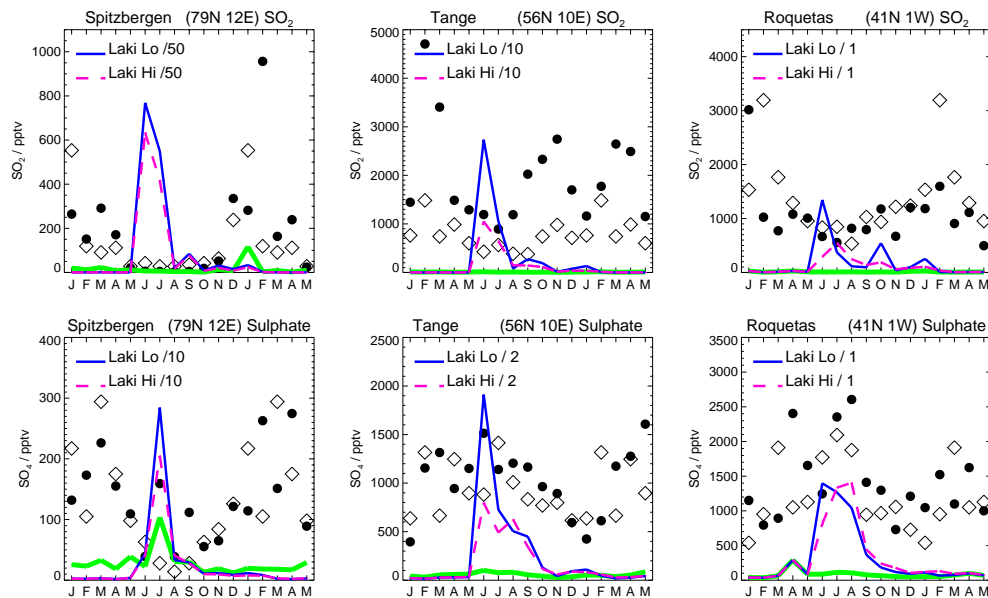 Spitzbergen (79N 12E) SO2
Laki Lo /50
Laki Hi /50
SO2 / pptv
1000
800
600
400
200
0
J F M A M J J A S O N D J F M A M
Tange (56N 10E) SO2
Laki Lo /10
Laki Hi /10
SO2 / pptv
5000
4000
3000
2000
1000
0
J F M A M J J A S O N D J F M A M
Roquetas (41N 1W) SO2
Laki Lo / 1
Laki Hi / 1
SO2 / pptv
4000
3000
2000
1000
0
J F M A M J J A S O N D J F M A M
Spitzbergen (79N 12E) Sulphate
Laki Lo /10
Laki Hi /10
SO4 / pptv
400
300
200
100
0
J F M A M J J A S O N D J F M A M
Tange (56N 10E) Sulphate
Laki Lo / 2
Laki Hi / 2
SO4 / pptv
2500
2000
1500
1000
500
0
J F M A M J J A S O N D J F M A M
Roquetas (41N 1W) Sulphate
Laki Lo / 1
Laki Hi / 1
SO4 / pptv
3500
3000
2500
2000
1500
1000
500
0
J F M A M J J A S O N D J F M A M